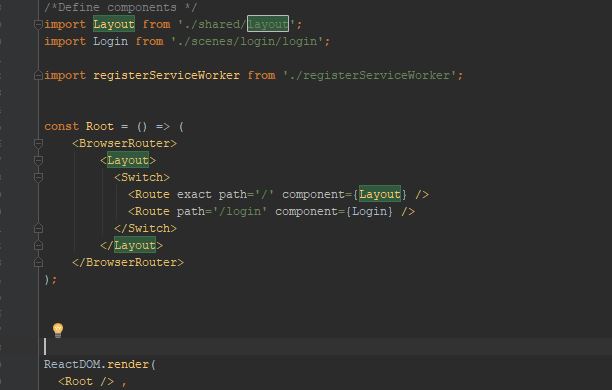 /*Define components */
import Layout from './shared/layout';
import Login from './scenes/login/login';
import registerServiceWorker from './registerServiceWorker';
const Root = () => (
<BrowserRouter>
<Layout>
<Switch>
<Route exact path='/' component={Layout} />
<Route path='/login' component={Login} />
</Switch>
</Layout>
</BrowserRouter>
);
ReactDOM.render(
<Root /> ,